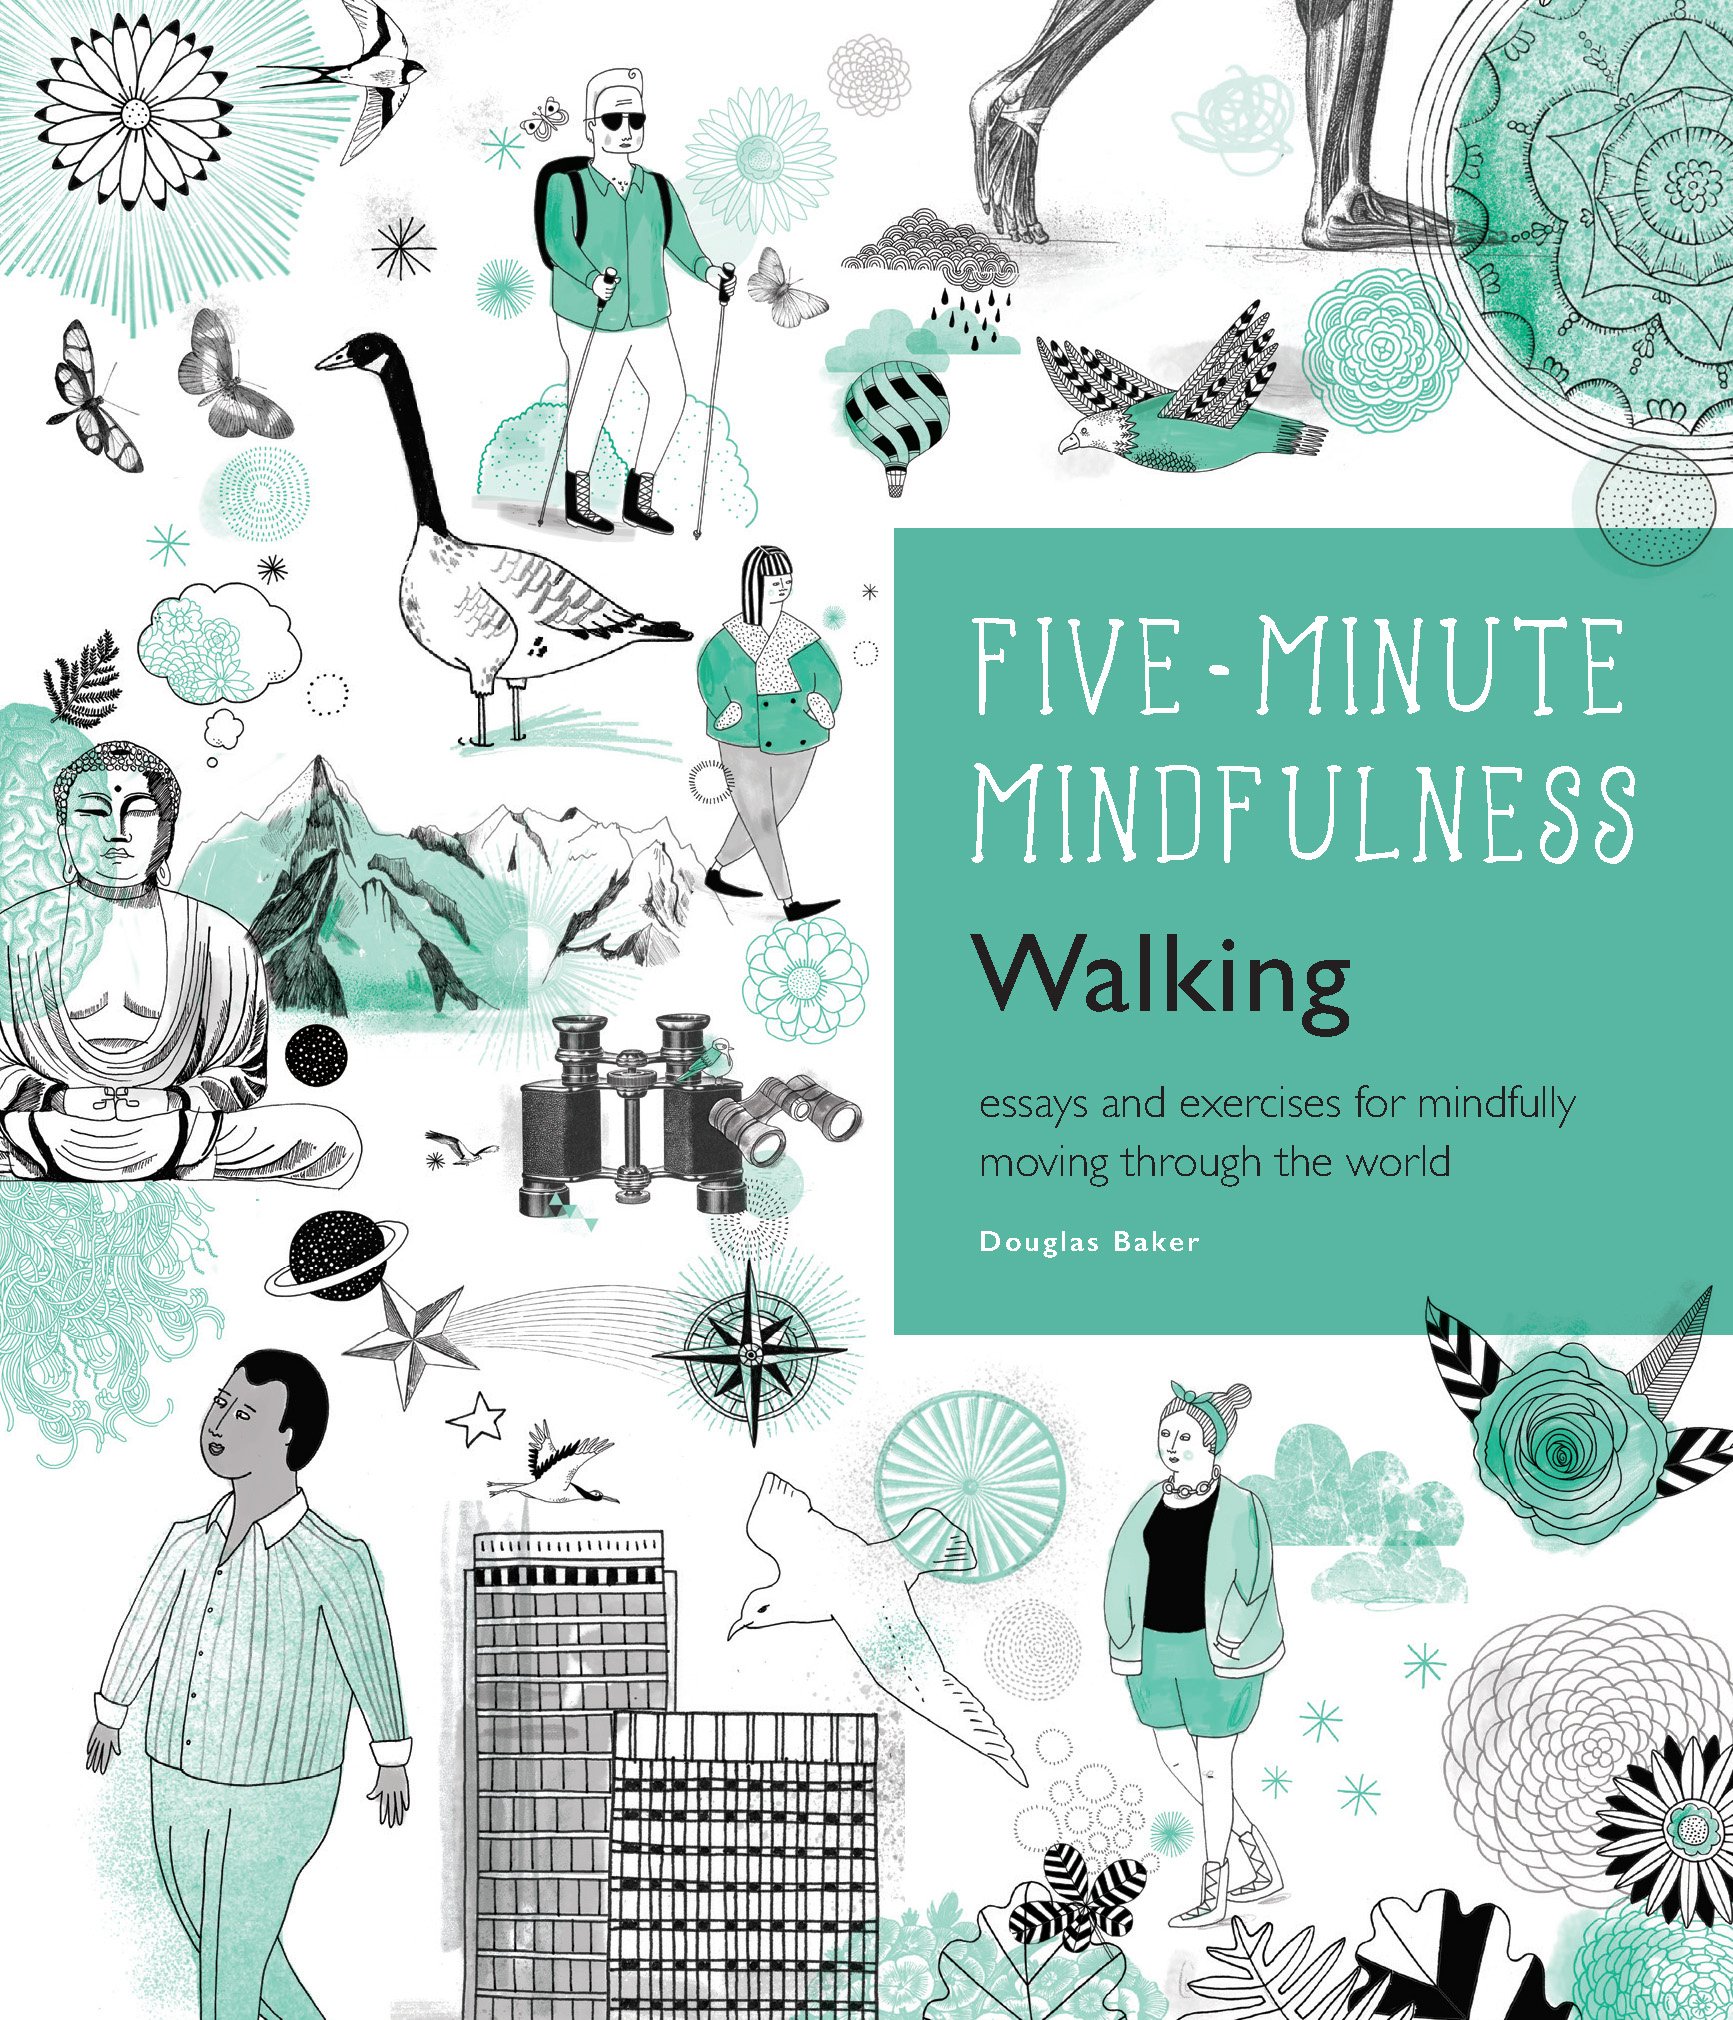 FIVE-MINUTE
MINDFULNESS
Walking
essays and exercises for mindfully
moving through the world
Douglas Baker